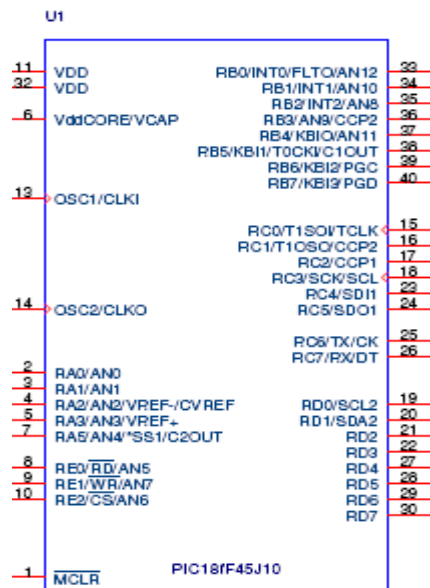 U1
11 VDD
32 VDD
6 VddCORE/VCAP
13 OSC1/CLKI
14 OSC2/CLKO
2 RA0/AN0
3 RA1/AN1
4 RA2/AN2/VREF-/CVREF
5 RA3/AN3/VREF+
7 RA5/AN4/*SS1/C2OUT
8 RE0/RD/AN5
9 RE1/WR/AN7
10 RE2/CS/AN6
1 MCLR
RB0/INT0/FLTO/AN12 33
RB1/INT1/AN10 34
RB2/INT2/AN8 35
RB3/AN9/CCP2 36
RB4/KBIO/AN11 37
RB5/KBI1/T0CKI/C1OUT 38
RB6/KBI2/PGC 39
RB7/KBI3/PGD 40
RC0/T1SOI/TCLK 15
RC1/T1OSO/CCP2 16
RC2/CCP1 17
RC3/SCK/SCL 18
RC4/SDI1 23
RC5/SDO1 24
RC6/TX/CK 25
RC7/RX/DT 26
RD0/SCL2 19
RD1/SDA2 20
RD2 21
RD3 22
RD4 27
RD5 28
RD6 29
RD7 30
PIC18fF45J10